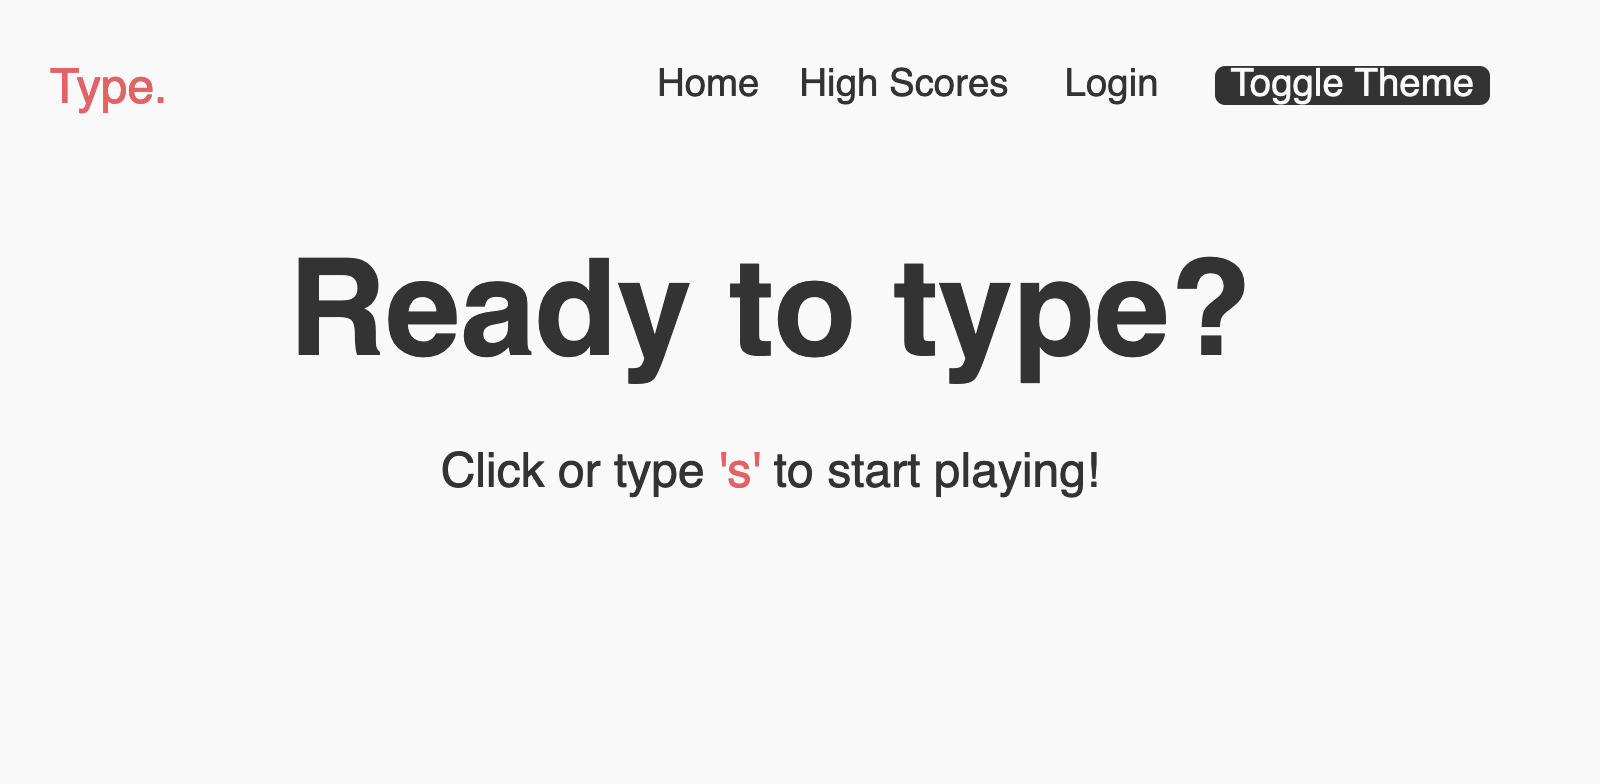 Type.
Home High Scores Login Toggle Theme
Ready to type?
Click or type 's' to start playing!